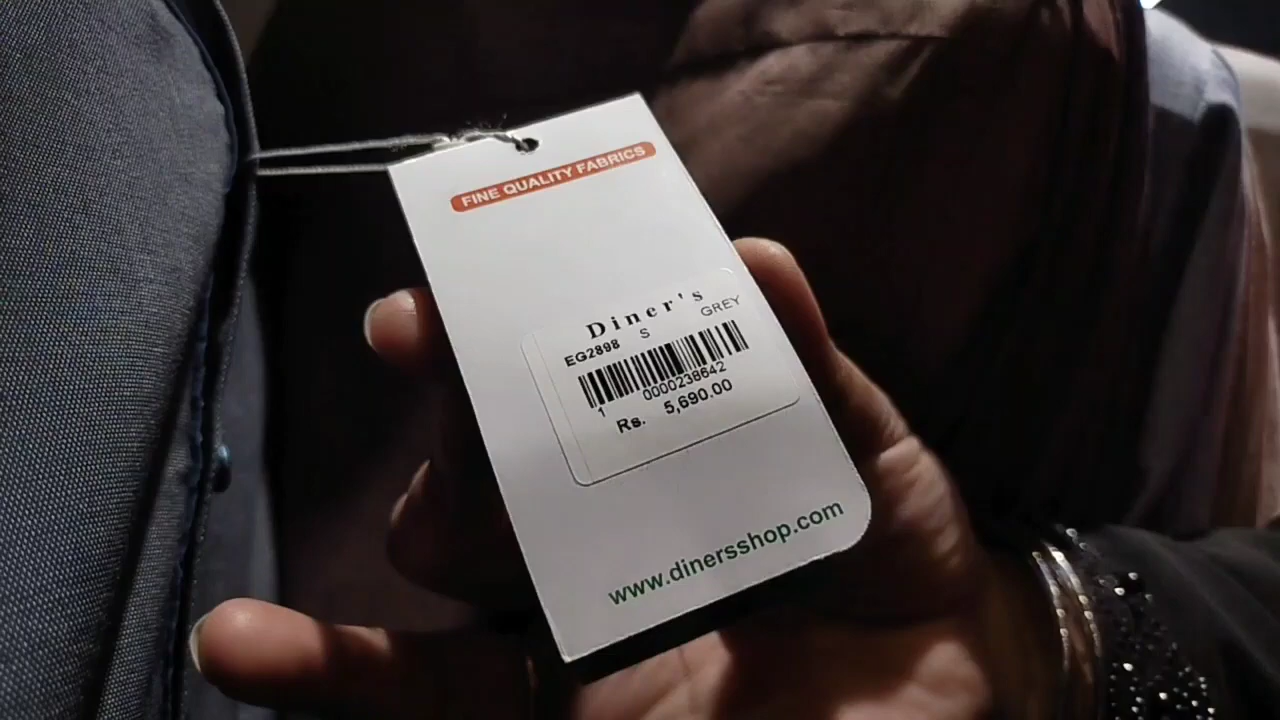 FINE QUALITY FABRICS
Diner's
EG2898 S GREY
1 0000238642
Rs. 5,690.00
www.dinersshop.com